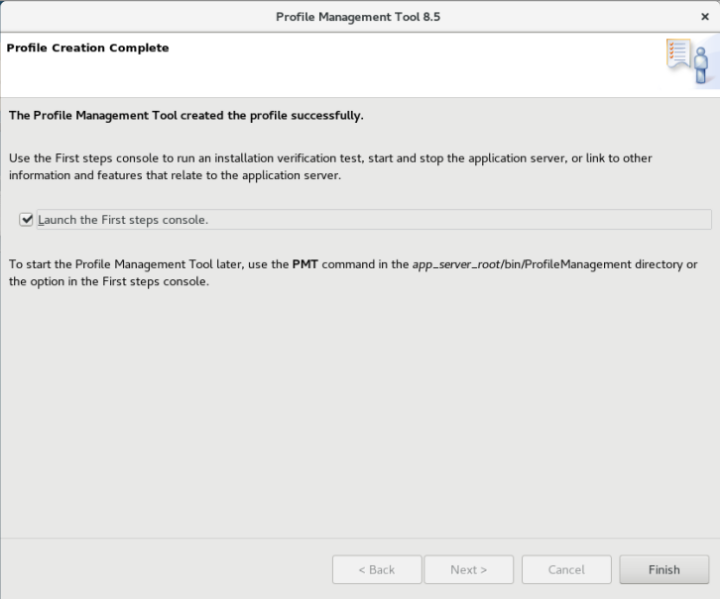 Profile Management Tool 8.5
×
Profile Creation Complete
The Profile Management Tool created the profile successfully.
Use the First steps console to run an installation verification test, start and stop the application server, or link to other
information and features that relate to the application server.
Launch the First steps console.
To start the Profile Management Tool later, use the PMT command in the app_server_root/bin/ProfileManagement directory or
the option in the First steps console.
< Back
Next >
Cancel
Finish